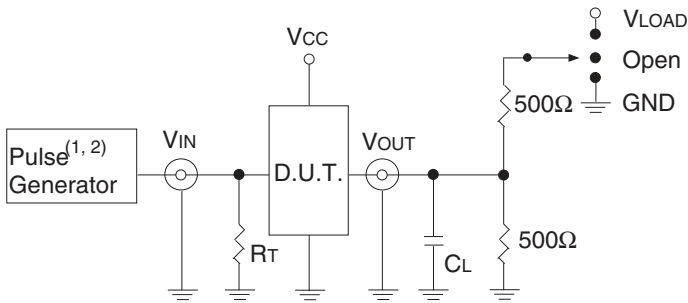 VLOAD
VCC
Open
500Ω
GND
Pulse(1, 2)
Generator
VIN
D.U.T.
VOUT
RT
CL
500Ω